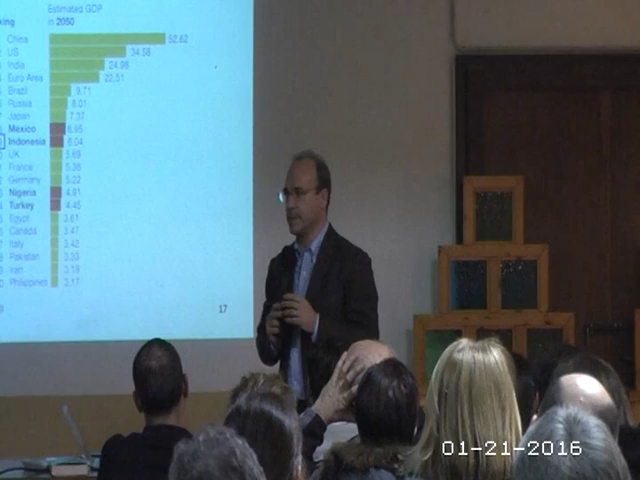 Estimated GDP
in 2050
China 52.62
US 34.58
India 24.98
Euro Area 22.51
Brazil 9.71
Russia 8.01
Japan 7.37
Mexico 6.95
Indonesia 6.04
UK 5.69
France 5.36
Germany 5.22
Nigeria 4.91
Turkey 4.45
Egypt 3.61
Canada 3.47
Italy 3.42
Pakistan 3.33
Iran 3.19
Philippines 3.17
17
01-21-2016